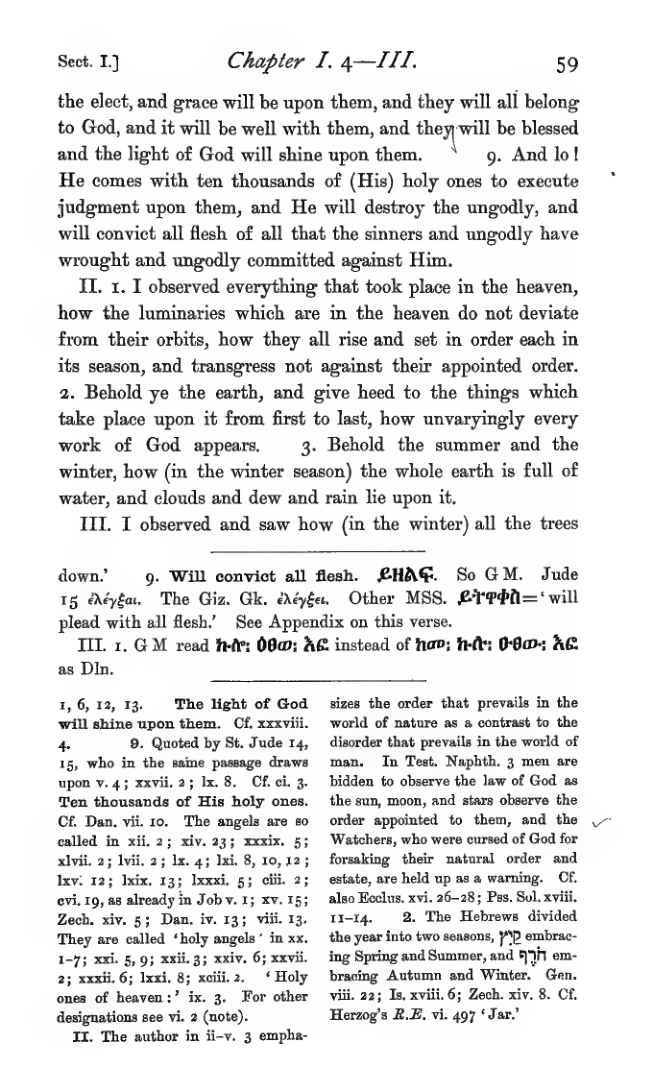 Sect. I.] Chapter I. 4—III. 59
the elect, and grace will be upon them, and they will all belong
to God, and it will be well with them, and they will be blessed
and the light of God will shine upon them. 9. And lo!
He comes with ten thousands of (His) holy ones to execute
judgment upon them, and He will destroy the ungodly, and
will convict all flesh of all that the sinners and ungodly have
wrought and ungodly committed against Him.
II. 1. I observed everything that took place in the heaven,
how the luminaries which are in the heaven do not deviate
from their orbits, how they all rise and set in order each in
its season, and transgress not against their appointed order.
2. Behold ye the earth, and give heed to the things which
take place upon it from first to last, how unvaryingly every
work of God appears. 3. Behold the summer and the
winter, how (in the winter season) the whole earth is full of
water, and clouds and dew and rain lie upon it.
III. I observed and saw how (in the winter) all the trees
down.' 9. Will convict all flesh. ይዘልፍ. So G M. Jude
15 ἐλέγξαι. The Giz. Gk. ἐλέγξει. Other MSS. ይትዋቀስ='will
plead with all flesh.' See Appendix on this verse.
III. 1. G M read ኵሎ፡ ዕፀወ፡ እፎ instead of ከመ፡ ኵሉ፡ ዑፀው፡ እፎ
as Dln.
1, 6, 12, 13. The light of God
will shine upon them. Cf. xxxviii.
4. 9. Quoted by St. Jude 14,
15, who in the same passage draws
upon v. 4; xxvii. 2; lx. 8. Cf. ci. 3.
Ten thousands of His holy ones.
Cf. Dan. vii. 10. The angels are so
called in xii. 2; xiv. 23; xxxix. 5;
xlvii. 2; lvii. 2; lx. 4; lxi. 8, 10, 12;
lxv. 12; lxix. 13; lxxxi. 5; ciii. 2;
cvi. 19, as already in Job v. 1; xv. 15;
Zech. xiv. 5; Dan. iv. 13; viii. 13.
They are called 'holy angels' in xx.
1-7; xxi. 5, 9; xxii. 3; xxiv. 6; xxvii.
2; xxxii. 6; lxxi. 8; xciii. 2. 'Holy
ones of heaven:' ix. 3. For other
designations see vi. 2 (note).
II. The author in ii-v. 3 empha-
sizes the order that prevails in the
world of nature as a contrast to the
disorder that prevails in the world of
man. In Test. Naphth. 3 men are
bidden to observe the law of God as
the sun, moon, and stars observe the
order appointed to them, and the
Watchers, who were cursed of God for
forsaking their natural order and
estate, are held up as a warning. Cf.
also Ecclus. xvi. 26-28; Pss. Sol. xviii.
11-14. 2. The Hebrews divided
the year into two seasons, קַיִץ embrac-
ing Spring and Summer, and חֹרֶף em-
bracing Autumn and Winter. Gen.
viii. 22; Is. xviii. 6; Zech. xiv. 8. Cf.
Herzog's R.E. vi. 497 'Jar.'